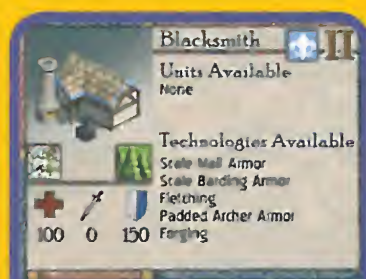 Blacksmith II
Units Available
None
Technologies Available
Scale Mail Armor
Scale Barding Armor
Fletching
Padded Archer Armor
Forging
100 0 150